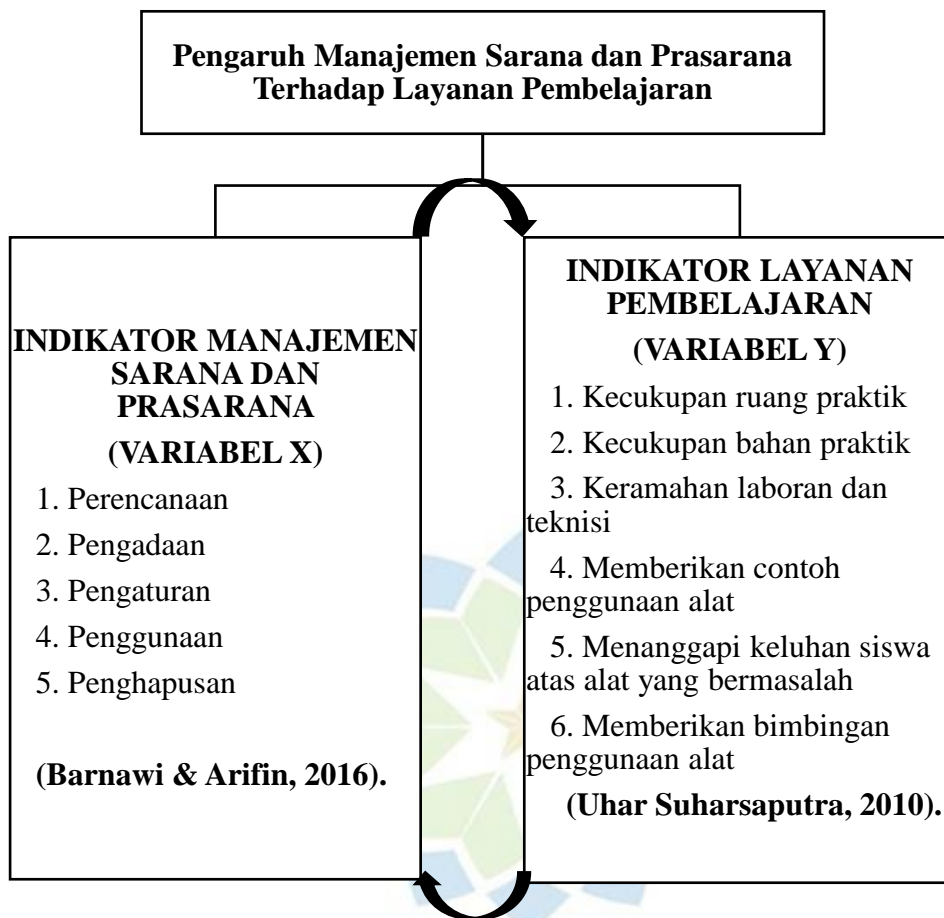 Pengaruh Manajemen Sarana dan Prasarana
Terhadap Layanan Pembelajaran
INDIKATOR MANAJEMEN
SARANA DAN
PRASARANA
(VARIABEL X)
1. Perencanaan
2. Pengadaan
3. Pengaturan
4. Penggunaan
5. Penghapusan
(Barnawi & Arifin, 2016).
INDIKATOR LAYANAN
PEMBELAJARAN
(VARIABEL Y)
1. Kecukupan ruang praktik
2. Kecukupan bahan praktik
3. Keramahan laboran dan
teknisi
4. Memberikan contoh
penggunaan alat
5. Menanggapi keluhan siswa
atas alat yang bermasalah
6. Memberikan bimbingan
penggunaan alat
(Uhar Suharsaputra, 2010).